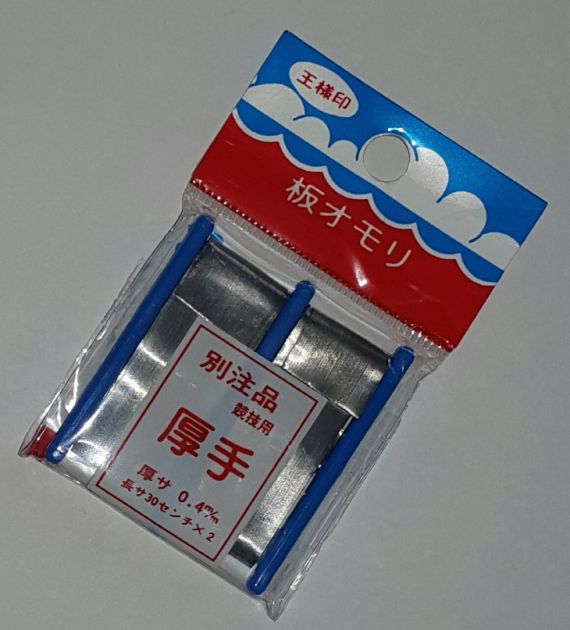 王様印
板オモリ
別注品
競技用
厚手
厚サ 0.4m/m
長サ30センチ×2